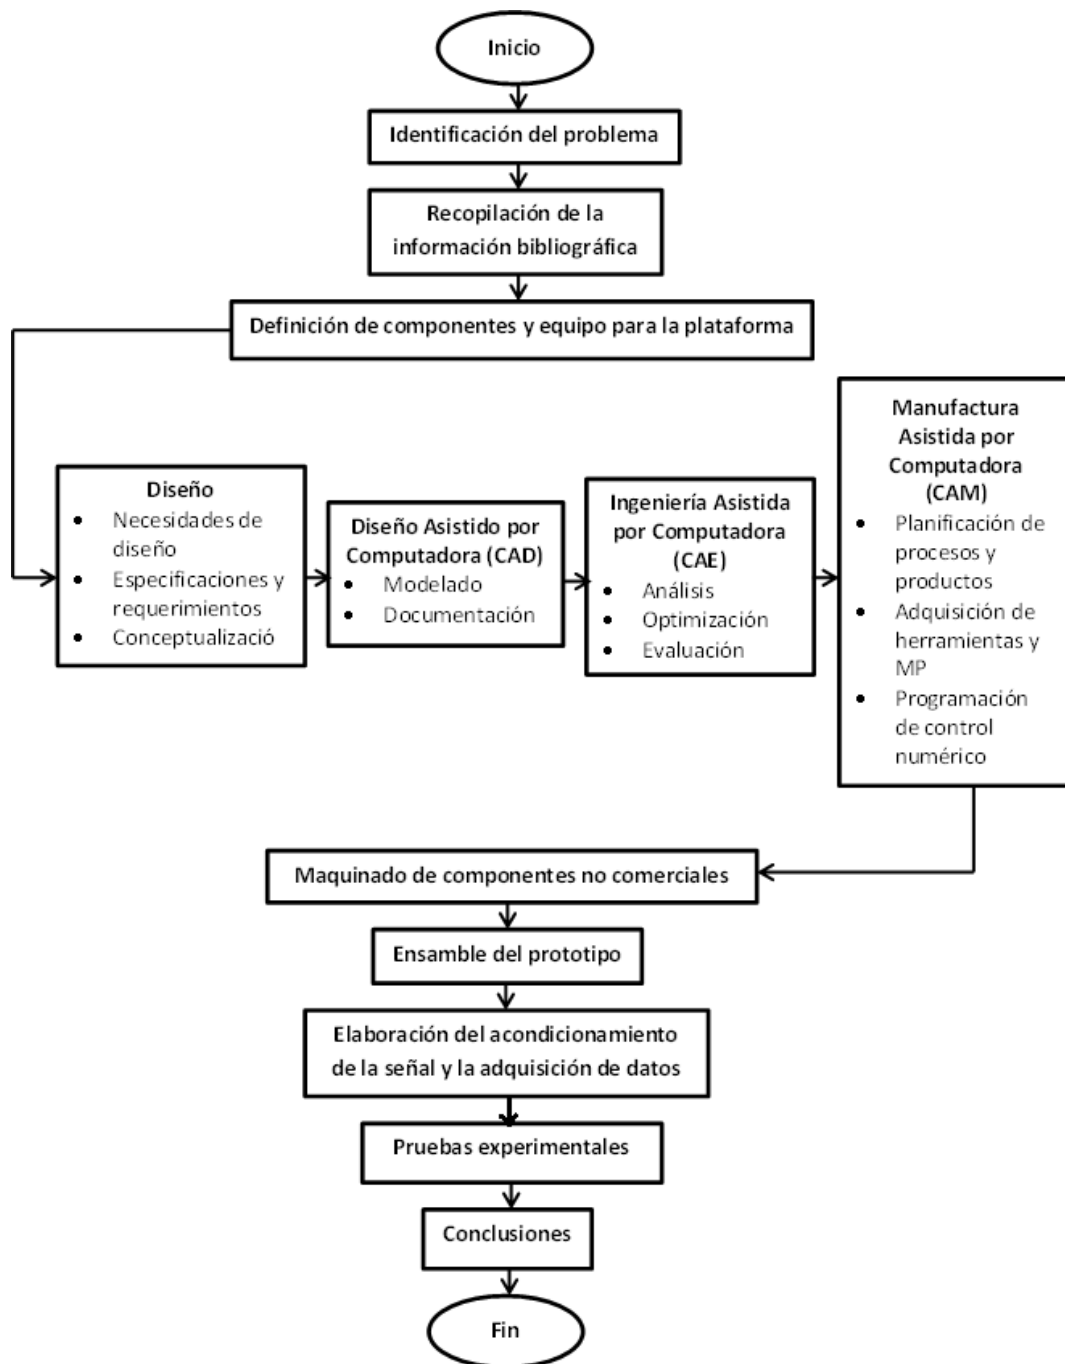 Inicio
Identificación del problema
Recopilación de la
información bibliográfica
Definición de componentes y equipo para la plataforma
Diseño
• Necesidades de
diseño
• Especificaciones y
requerimientos
• Conceptualizació
Diseño Asistido por
Computadora (CAD)
• Modelado
• Documentación
Ingeniería Asistida
por Computadora
(CAE)
• Análisis
• Optimización
• Evaluación
Manufactura
Asistida por
Computadora
(CAM)
• Planificación de
procesos y
productos
• Adquisición de
herramientas y
MP
• Programación
de control
numérico
Maquinado de componentes no comerciales
Ensamble del prototipo
Elaboración del acondicionamiento
de la señal y la adquisición de datos
Pruebas experimentales
Conclusiones
Fin